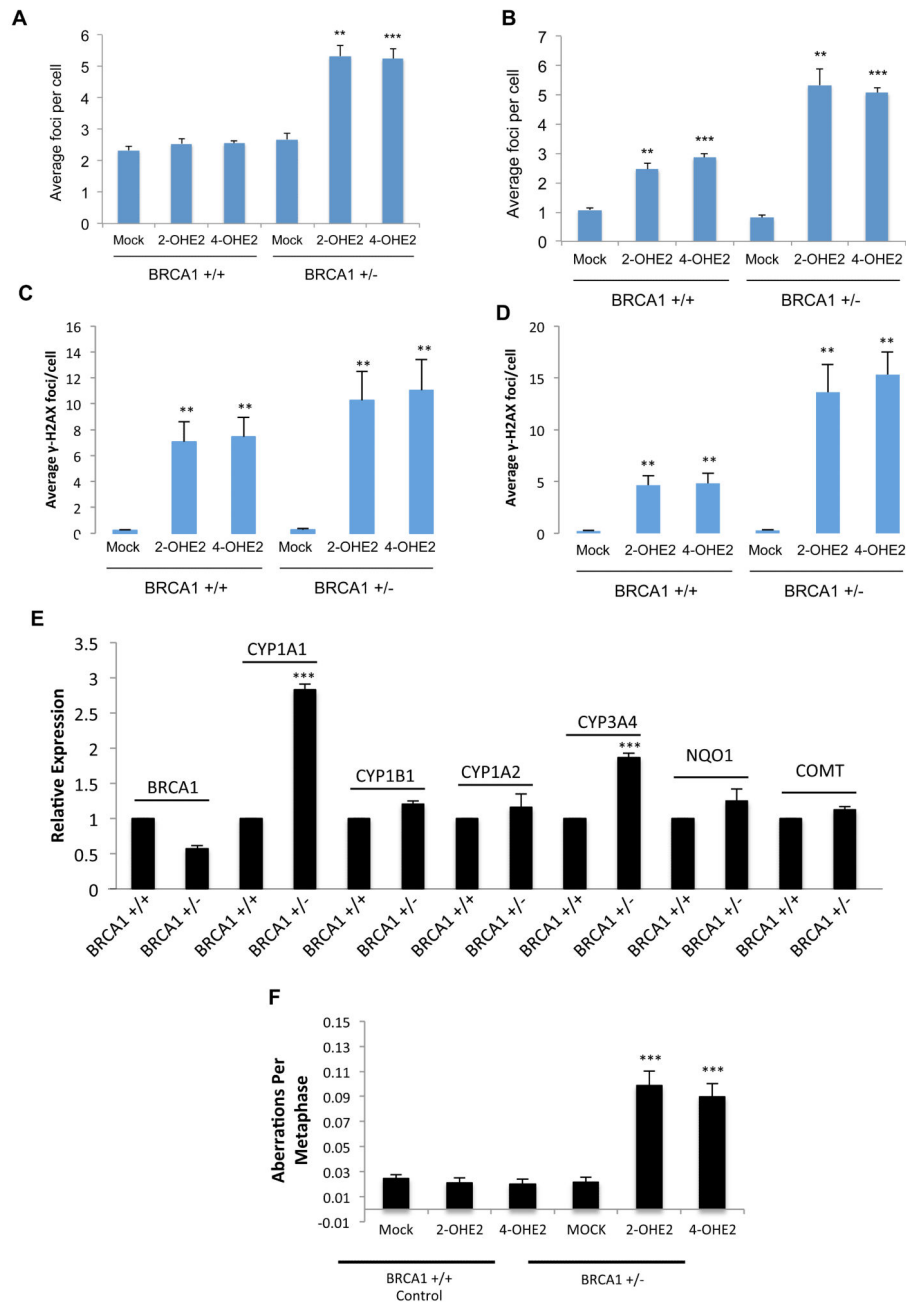 A
Average foci per cell
7
6
5
4
3
2
1
0
** ***
Mock 2-OHE2 4-OHE2 Mock 2-OHE2 4-OHE2
BRCA1 +/+ BRCA1 +/-
B
Average foci per cell
7
6
5
4
3
2
1
0
** *** ** ***
Mock 2-OHE2 4-OHE2 Mock 2-OHE2 4-OHE2
BRCA1 +/+ BRCA1 +/-
C
Average γ-H2AX foci/cell
16
14
12
10
8
6
4
2
0
** ** ** **
Mock 2-OHE2 4-OHE2 Mock 2-OHE2 4-OHE2
BRCA1 +/+ BRCA1 +/-
D
Average γ-H2AX foci/cell
20
15
10
5
0
** ** ** **
Mock 2-OHE2 4-OHE2 Mock 2-OHE2 4-OHE2
BRCA1 +/+ BRCA1 +/-
E
Relative Expression
3.5
3
2.5
2
1.5
1
0.5
0
BRCA1
CYP1A1
***
CYP1B1
CYP1A2
CYP3A4
***
NQO1
COMT
BRCA1 +/+ BRCA1 +/- BRCA1 +/+ BRCA1 +/- BRCA1 +/+ BRCA1 +/- BRCA1 +/+ BRCA1 +/- BRCA1 +/+ BRCA1 +/- BRCA1 +/+ BRCA1 +/- BRCA1 +/+ BRCA1 +/-
F
Aberrations Per
Metaphase
0.15
0.13
0.11
0.09
0.07
0.05
0.03
0.01
-0.01
*** ***
Mock 2-OHE2 4-OHE2 MOCK 2-OHE2 4-OHE2
BRCA1 +/+ BRCA1 +/-
Control